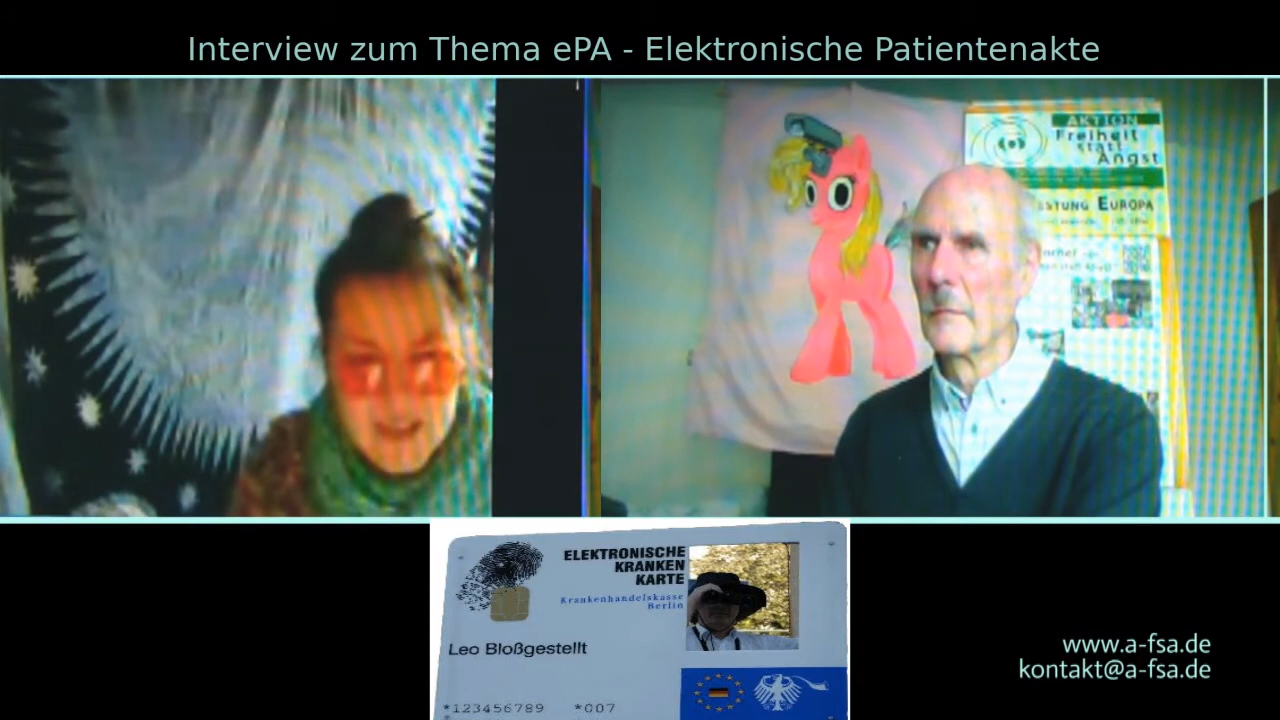 Interview zum Thema ePA - Elektronische Patientenakte
AKTION
Freiheit
statt
Angst
EUROPA
ELEKTRONISCHE
KRANKEN
KARTE
Krankenhandelskasse
Berlin
Leo Bloßgestellt
*123456789 *007
www.a-fsa.de
kontakt@a-fsa.de